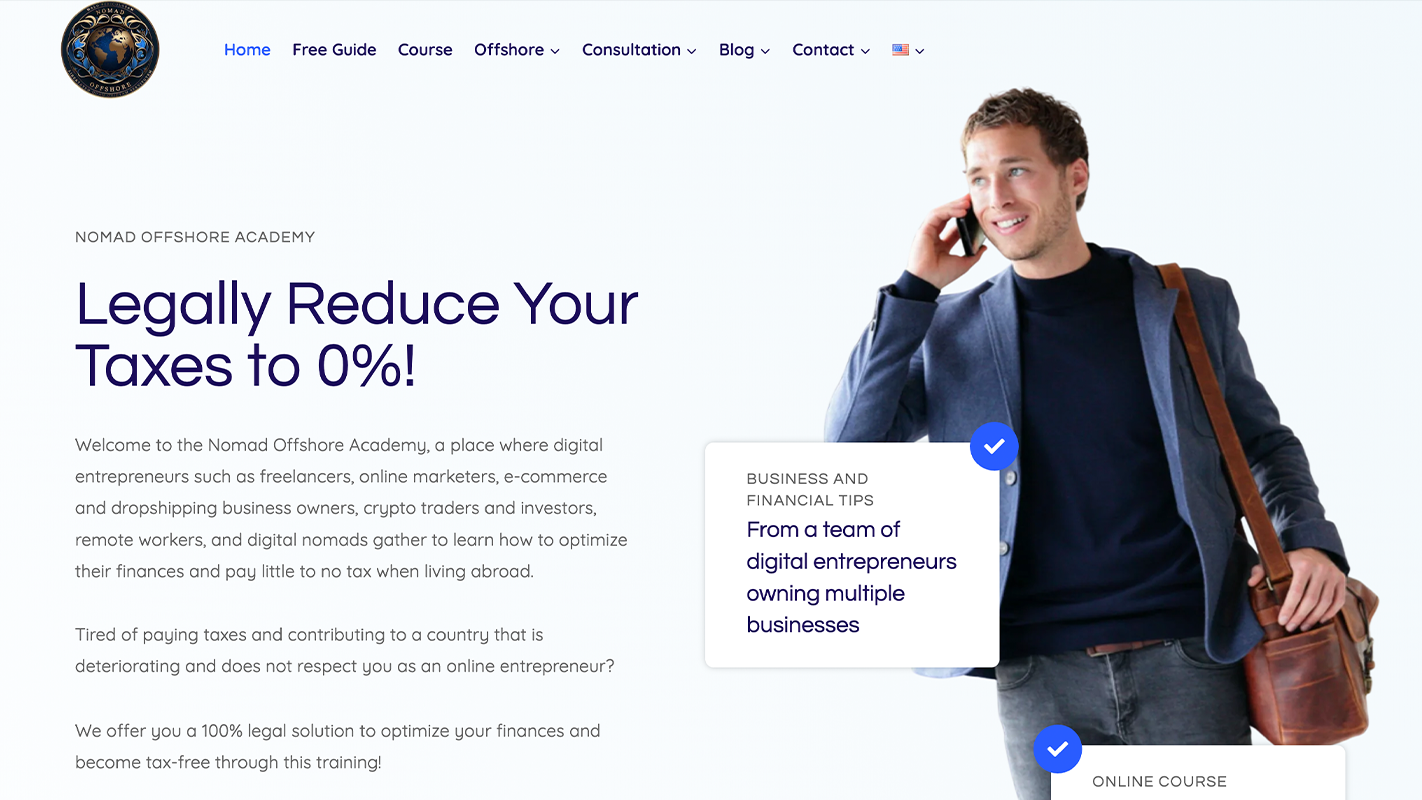 NOMAD
OFFSHORE
Home Free Guide Course Offshore Consultation Blog Contact
NOMAD OFFSHORE ACADEMY
Legally Reduce Your
Taxes to 0%!
Welcome to the Nomad Offshore Academy, a place where digital
entrepreneurs such as freelancers, online marketers, e-commerce
and dropshipping business owners, crypto traders and investors,
remote workers, and digital nomads gather to learn how to optimize
their finances and pay little to no tax when living abroad.
Tired of paying taxes and contributing to a country that is
deteriorating and does not respect you as an online entrepreneur?
We offer you a 100% legal solution to optimize your finances and
become tax-free through this training!
BUSINESS AND
FINANCIAL TIPS
From a team of
digital entrepreneurs
owning multiple
businesses
ONLINE COURSE